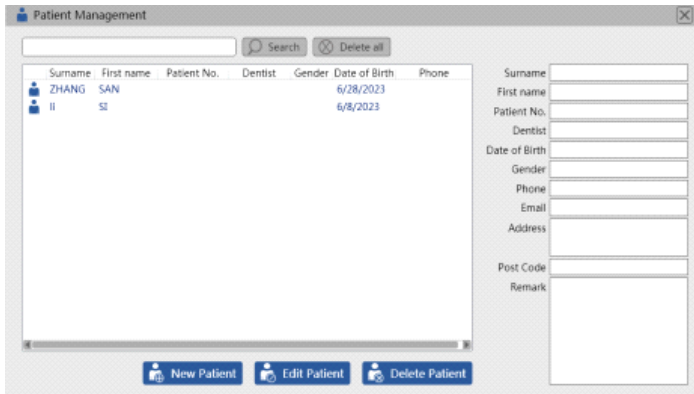 Patient Management
Search Delete all
Surname First name Patient No. Dentist Gender Date of Birth Phone
ZHANG SAN 6/28/2023
li SI 6/8/2023
Surname
First name
Patient No.
Dentist
Date of Birth
Gender
Phone
Email
Address
Post Code
Remark
New Patient Edit Patient Delete Patient